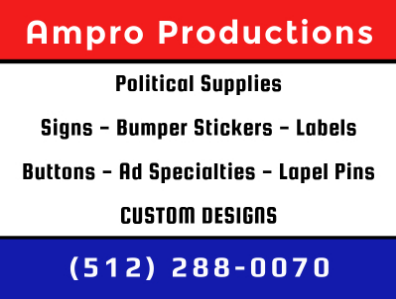 Ampro Productions
Political Supplies
Signs - Bumper Stickers - Labels
Buttons - Ad Specialties - Lapel Pins
CUSTOM DESIGNS
(512) 288-0070